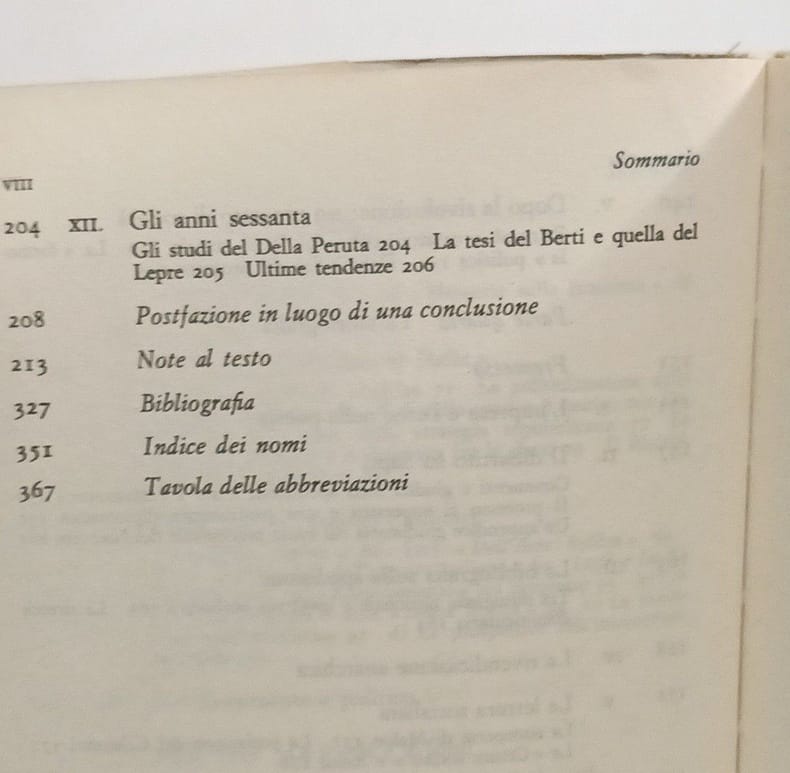 Sommario
VIII
204 XII. Gli anni sessanta
Gli studi del Della Peruta 204 La tesi del Berti e quella del
Lepre 205 Ultime tendenze 206
208 Postfazione in luogo di una conclusione
213 Note al testo
327 Bibliografia
351 Indice dei nomi
367 Tavola delle abbreviazioni